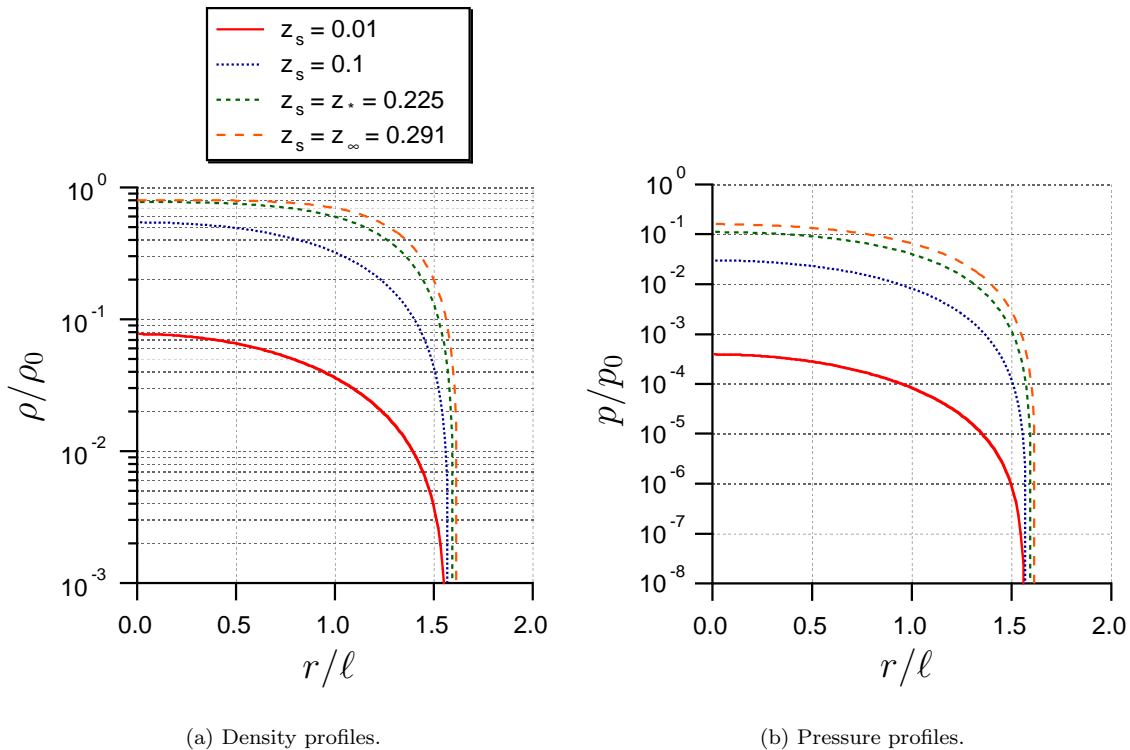 z_s = 0.01
z_s = 0.1
z_s = z_* = 0.225
z_s = z_∞ = 0.291
10^0
10^-1
10^-2
10^-3
ρ/ρ_0
0.0 0.5 1.0 1.5 2.0
r/ℓ
10^0
10^-1
10^-2
10^-3
10^-4
10^-5
10^-6
10^-7
10^-8
p/p_0
0.0 0.5 1.0 1.5 2.0
r/ℓ
(a) Density profiles.
(b) Pressure profiles.